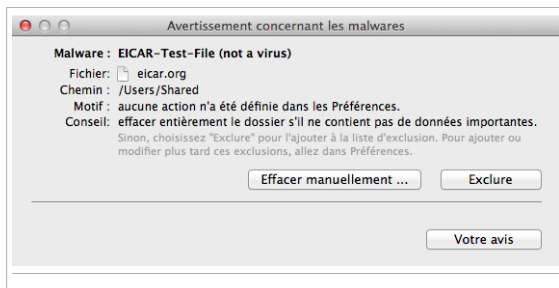 Avertissement concernant les malwares
Malware : EICAR-Test-File (not a virus)
Fichier: eicar.org
Chemin : /Users/Shared
Motif : aucune action n'a été définie dans les Préférences.
Conseil: effacer entièrement le dossier s'il ne contient pas de données importantes.
Sinon, choisissez "Exclure" pour l'ajouter à la liste d'exclusion. Pour ajouter ou
modifier plus tard ces exclusions, allez dans Préférences.
Effacer manuellement ... Exclure
Votre avis